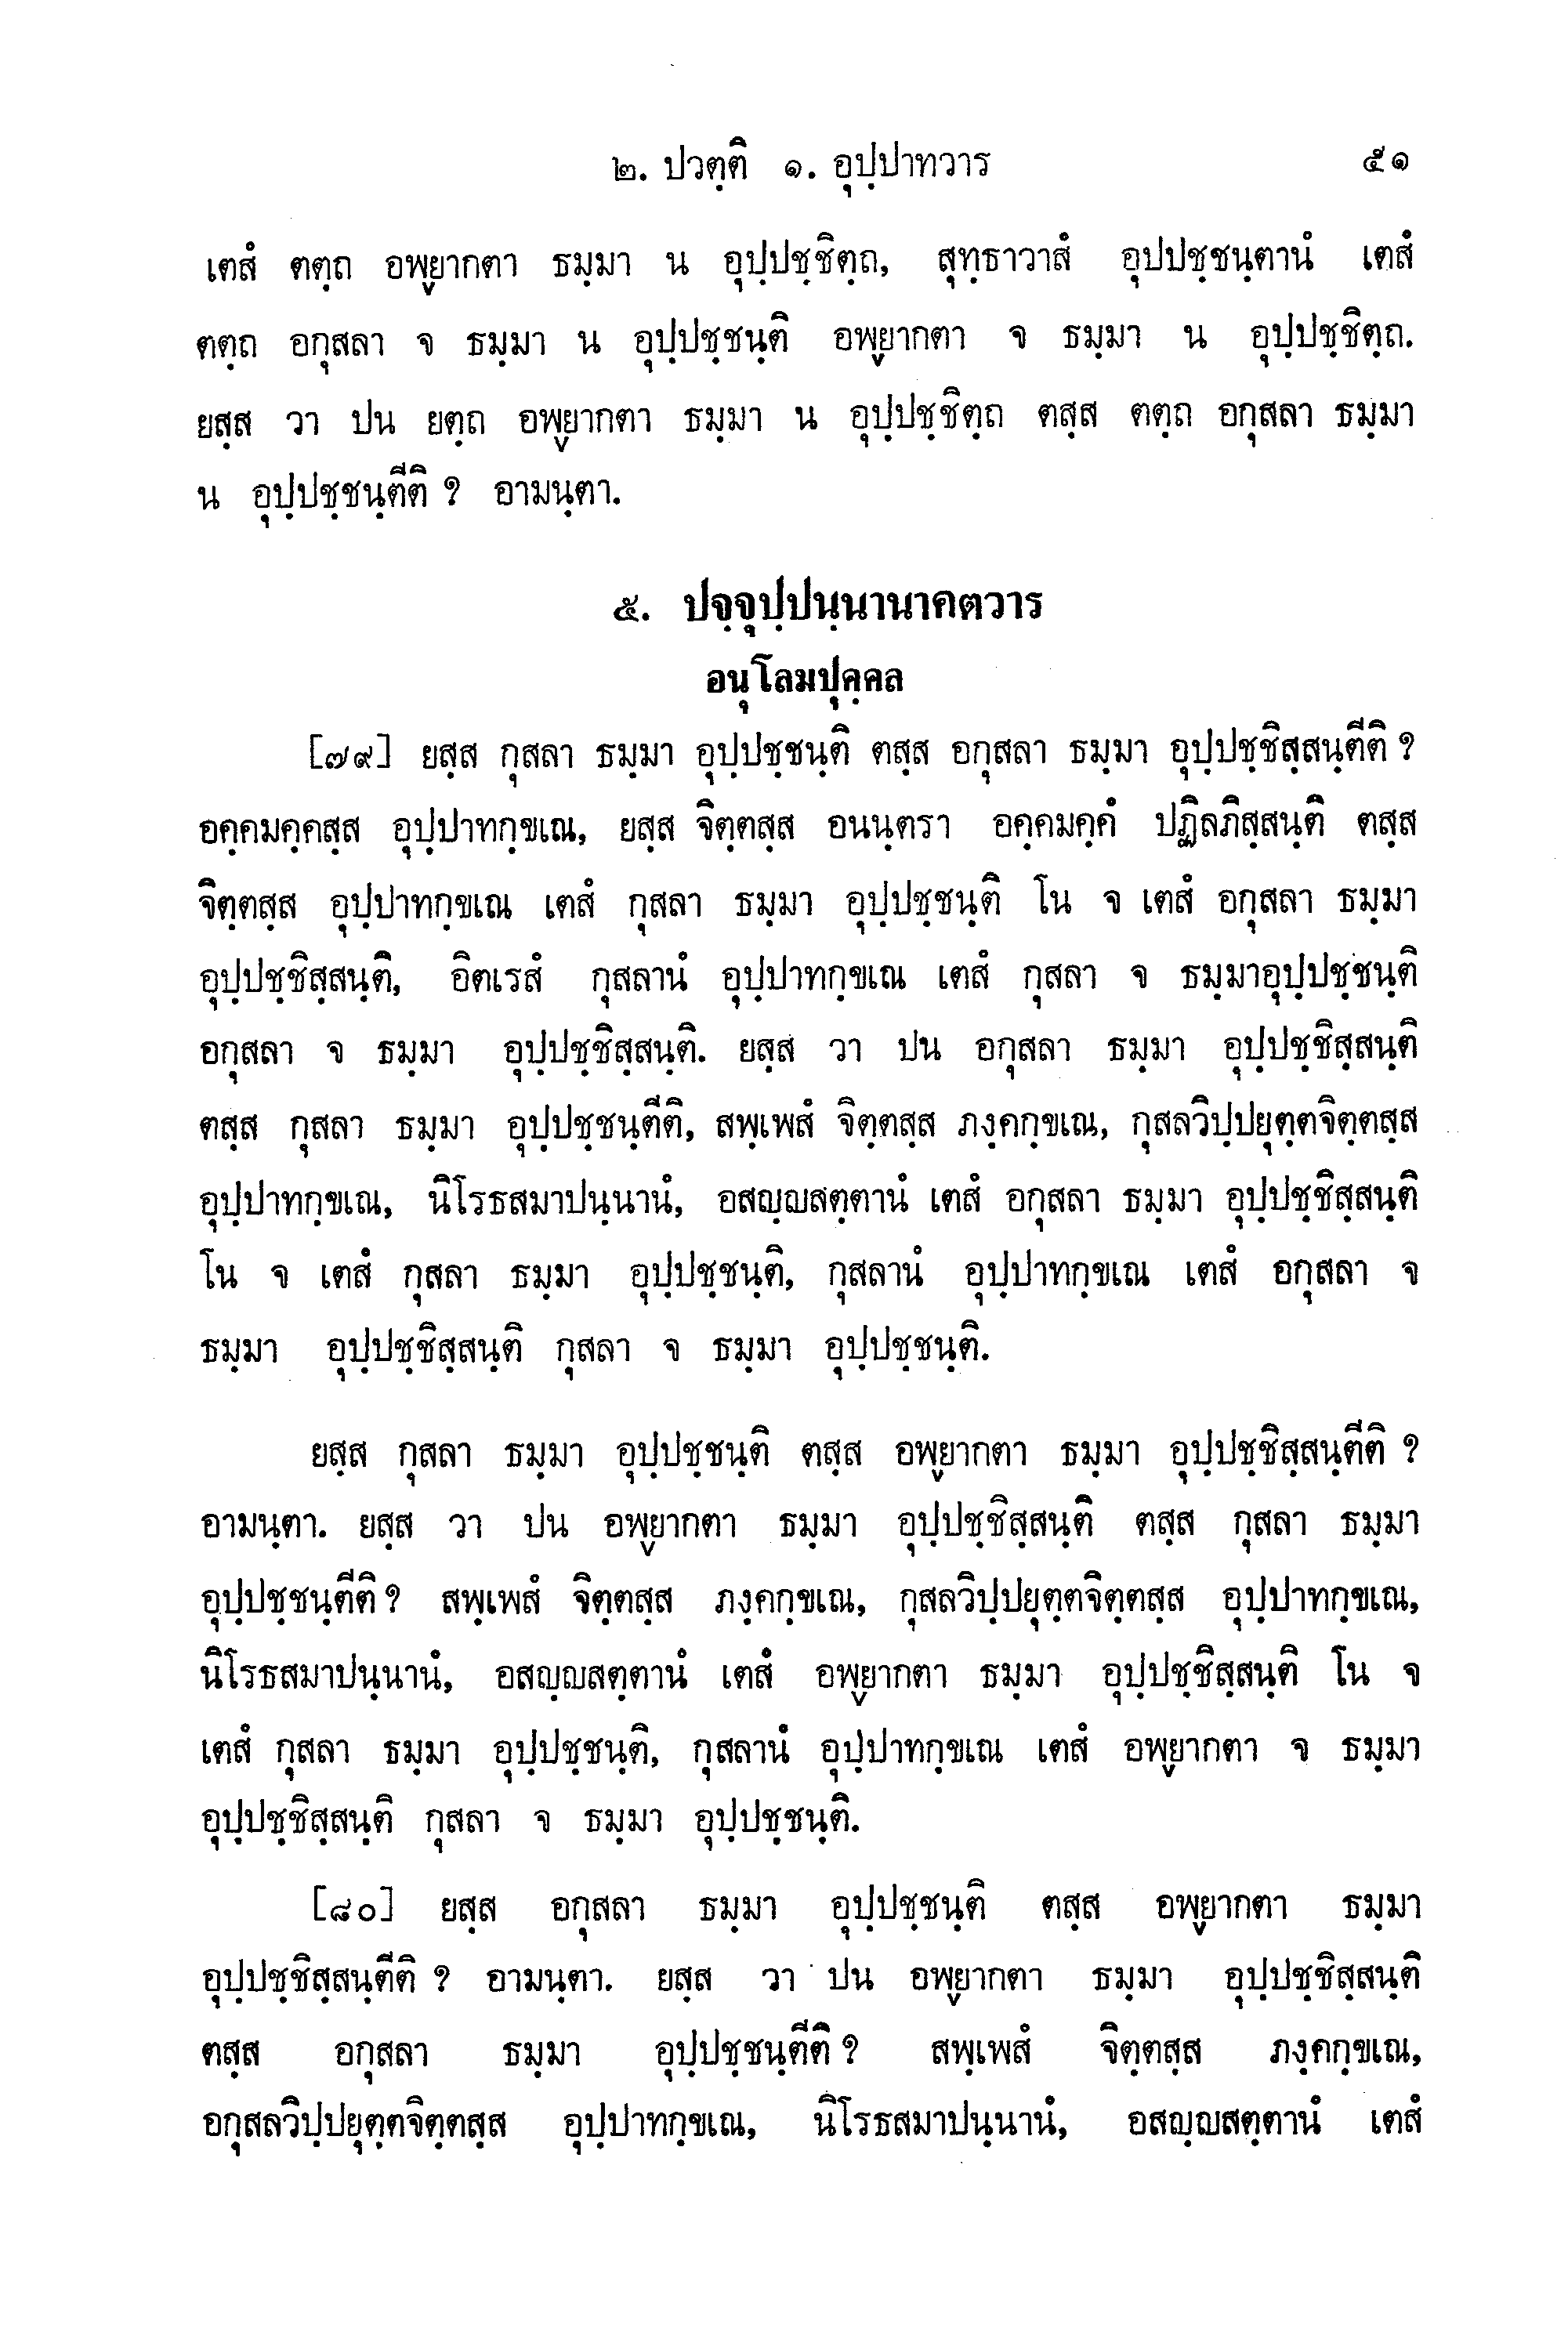 ๒. ปวตฺติ ๑. อุปฺปาทวาร ๕๑
เตสํ ตตฺถ อพฺยากตา ธมฺมา น อุปฺปชฺชิตฺถ, สุทฺธาวาสํ อุปปชฺชนฺตานํ เตสํ
ตตฺถ อกุสลา จ ธมฺมา น อุปฺปชฺชนฺติ อพฺยากตา จ ธมฺมา น อุปฺปชฺชิตฺถ.
ยสฺส วา ปน ยตฺถ อพฺยากตา ธมฺมา น อุปฺปชฺชิตฺถ ตสฺส ตตฺถ อกุสลา ธมฺมา
น อุปฺปชฺชนฺตีติ ? อามนฺตา.
๕. ปจฺจุปฺปนฺนานาคตวาร
อนุโลมปุคฺคล
[๗๙] ยสฺส กุสลา ธมฺมา อุปฺปชฺชนฺติ ตสฺส อกุสลา ธมฺมา อุปฺปชฺชิสฺสนฺตีติ ?
อคฺคมคฺคสฺส อุปฺปาทกฺขเณ, ยสฺส จิตฺตสฺส อนนฺตรา อคฺคมคฺคํ ปฏิลภิสฺสนฺติ ตสฺส
จิตฺตสฺส อุปฺปาทกฺขเณ เตสํ กุสลา ธมฺมา อุปฺปชฺชนฺติ โน จ เตสํ อกุสลา ธมฺมา
อุปฺปชฺชิสฺสนฺติ, อิตเรสํ กุสลานํ อุปฺปาทกฺขเณ เตสํ กุสลา จ ธมฺมาอุปฺปชฺชนฺติ
อกุสลา จ ธมฺมา อุปฺปชฺชิสฺสนฺติ. ยสฺส วา ปน อกุสลา ธมฺมา อุปฺปชฺชิสฺสนฺติ
ตสฺส กุสลา ธมฺมา อุปฺปชฺชนฺตีติ, สพฺเพสํ จิตฺตสฺส ภงฺคกฺขเณ, กุสลวิปฺปยุตฺตจิตฺตสฺส
อุปฺปาทกฺขเณ, นิโรธสมาปนฺนานํ, อสญฺญสตฺตานํ เตสํ อกุสลา ธมฺมา อุปฺปชฺชิสฺสนฺติ
โน จ เตสํ กุสลา ธมฺมา อุปฺปชฺชนฺติ, กุสลานํ อุปฺปาทกฺขเณ เตสํ อกุสลา จ
ธมฺมา อุปฺปชฺชิสฺสนฺติ กุสลา จ ธมฺมา อุปฺปชฺชนฺติ.
ยสฺส กุสลา ธมฺมา อุปฺปชฺชนฺติ ตสฺส อพฺยากตา ธมฺมา อุปฺปชฺชิสฺสนฺตีติ ?
อามนฺตา. ยสฺส วา ปน อพฺยากตา ธมฺมา อุปฺปชฺชิสฺสนฺติ ตสฺส กุสลา ธมฺมา
อุปฺปชฺชนฺตีติ ? สพฺเพสํ จิตฺตสฺส ภงฺคกฺขเณ, กุสลวิปฺปยุตฺตจิตฺตสฺส อุปฺปาทกฺขเณ,
นิโรธสมาปนฺนานํ, อสญฺญสตฺตานํ เตสํ อพฺยากตา ธมฺมา อุปฺปชฺชิสฺสนฺติ โน จ
เตสํ กุสลา ธมฺมา อุปฺปชฺชนฺติ, กุสลานํ อุปฺปาทกฺขเณ เตสํ อพฺยากตา จ ธมฺมา
อุปฺปชฺชิสฺสนฺติ กุสลา จ ธมฺมา อุปฺปชฺชนฺติ.
[๘๐] ยสฺส อกุสลา ธมฺมา อุปฺปชฺชนฺติ ตสฺส อพฺยากตา ธมฺมา
อุปฺปชฺชิสฺสนฺตีติ ? อามนฺตา. ยสฺส วา ปน อพฺยากตา ธมฺมา อุปฺปชฺชิสฺสนฺติ
ตสฺส อกุสลา ธมฺมา อุปฺปชฺชนฺตีติ ? สพฺเพสํ จิตฺตสฺส ภงฺคกฺขเณ,
อกุสลวิปฺปยุตฺตจิตฺตสฺส อุปฺปาทกฺขเณ, นิโรธสมาปนฺนานํ, อสญฺญสตฺตานํ เตสํ